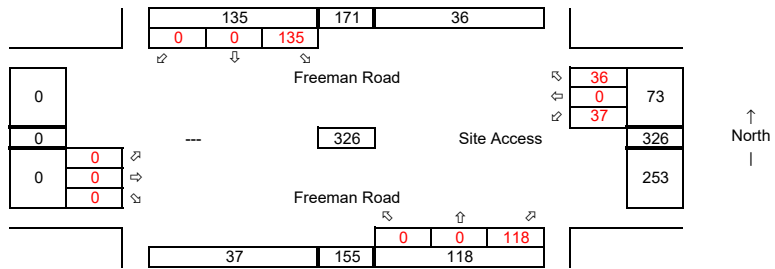 135 171 36
0 0 135
⬃ ⇩ ⬂
Freeman Road
⬁ 36
0 ⇦ 0 73
⬃ 37 ↑
0 --- 326 Site Access 326 North
0 ⬀ |
0 0 ⇨ 253
0 ⬂
Freeman Road
⬁ ⇧ ⬀
0 0 118
37 155 118